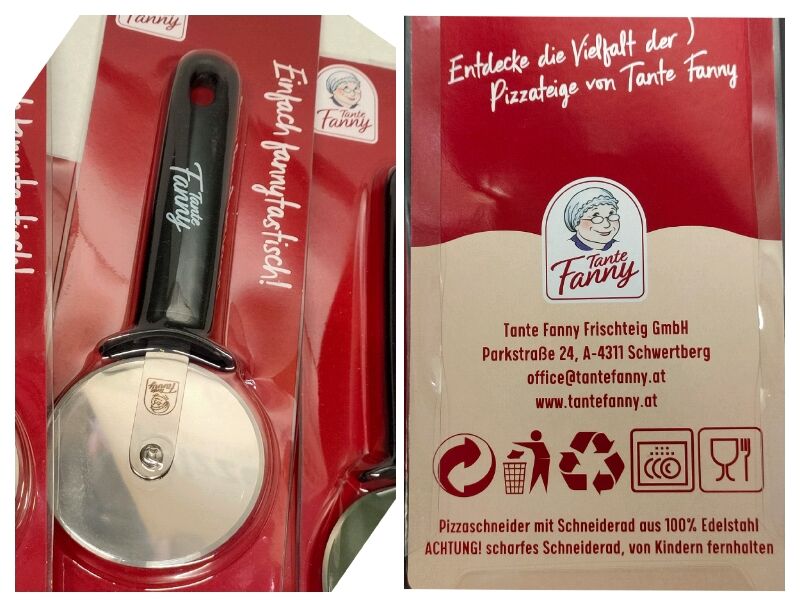 Fanny
Einfach fannytastisch!
Tante
Fanny
Tante
Fanny
Tante
Fanny
Entdecke die Vielfalt der
Pizzateige von Tante Fanny
Tante
Fanny
Tante Fanny Frischteig GmbH
Parkstraße 24, A-4311 Schwertberg
office@tantefanny.at
www.tantefanny.at
Pizzaschneider mit Schneiderad aus 100% Edelstahl
ACHTUNG! scharfes Schneiderad, von Kindern fernhalten